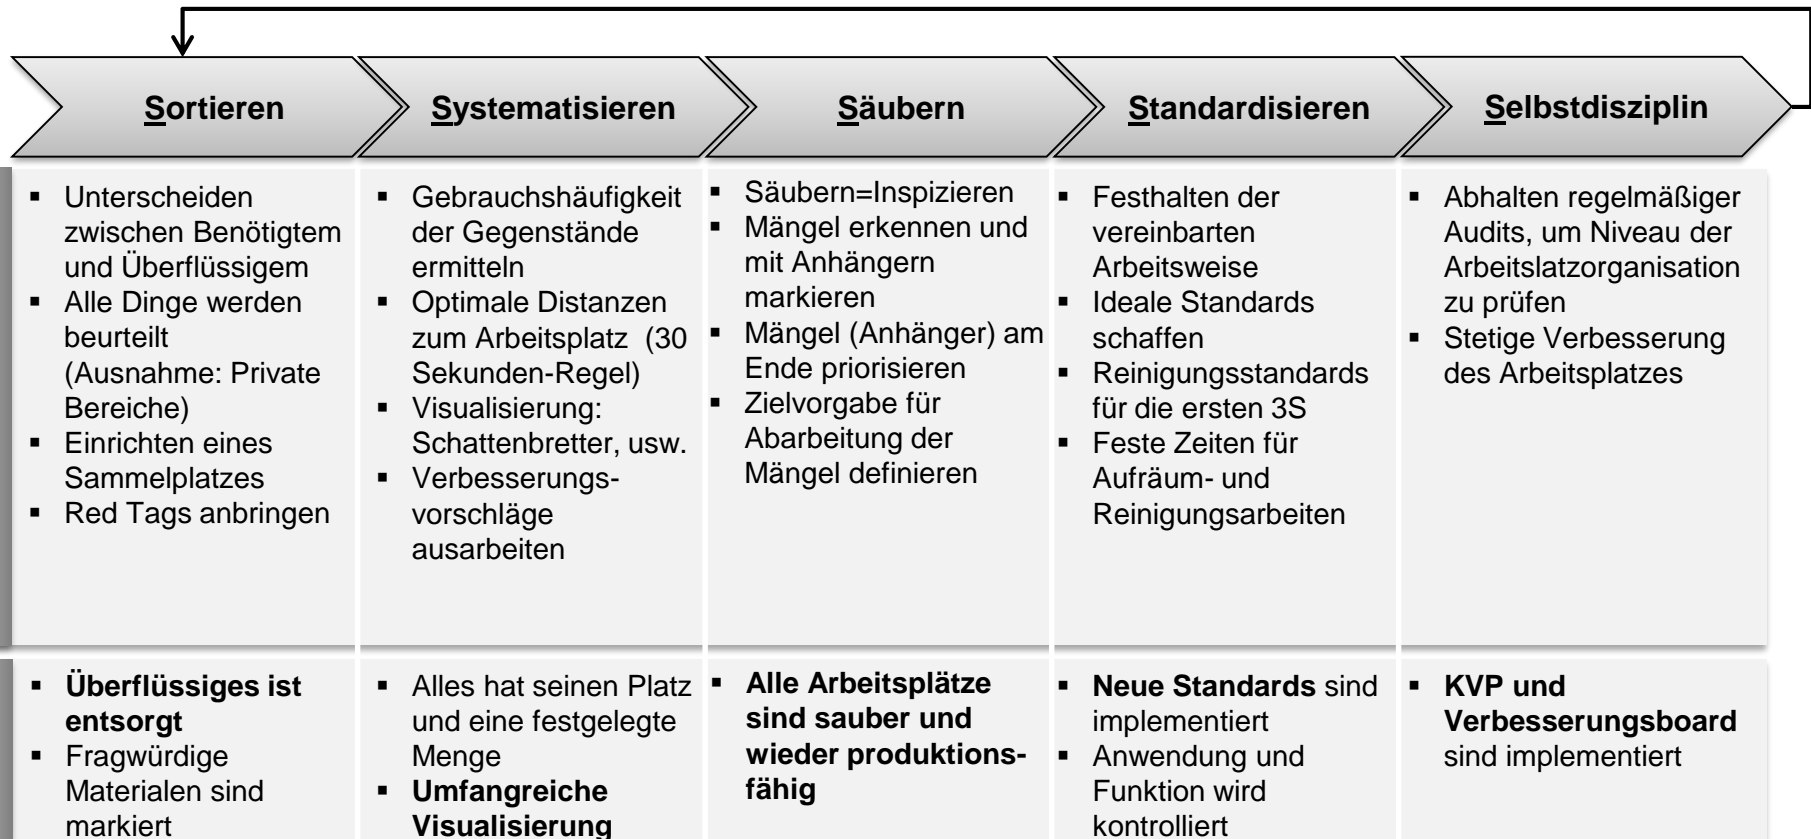 Sortieren
Systematisieren
Säubern
Standardisieren
Selbstdisziplin
▪ Unterscheiden
zwischen Benötigtem
und Überflüssigem
▪ Alle Dinge werden
beurteilt
(Ausnahme: Private
Bereiche)
▪ Einrichten eines
Sammelplatzes
▪ Red Tags anbringen
▪ Gebrauchshäufigkeit
der Gegenstände
ermitteln
▪ Optimale Distanzen
zum Arbeitsplatz (30
Sekunden-Regel)
▪ Visualisierung:
Schattenbretter, usw.
▪ Verbesserungs-
vorschläge
ausarbeiten
▪ Säubern=Inspizieren
▪ Mängel erkennen und
mit Anhängern
markieren
▪ Mängel (Anhänger) am
Ende priorisieren
▪ Zielvorgabe für
Abarbeitung der
Mängel definieren
▪ Festhalten der
vereinbarten
Arbeitsweise
▪ Ideale Standards
schaffen
▪ Reinigungsstandards
für die ersten 3S
▪ Feste Zeiten für
Aufräum- und
Reinigungsarbeiten
▪ Abhalten regelmäßiger
Audits, um Niveau der
Arbeitslatzorganisation
zu prüfen
▪ Stetige Verbesserung
des Arbeitsplatzes
▪ Überflüssiges ist
entsorgt
▪ Fragwürdige
Materialen sind
markiert
▪ Alles hat seinen Platz
und eine festgelegte
Menge
▪ Umfangreiche
Visualisierung
▪ Alle Arbeitsplätze
sind sauber und
wieder produktions-
fähig
▪ Neue Standards sind
implementiert
▪ Anwendung und
Funktion wird
kontrolliert
▪ KVP und
Verbesserungsboard
sind implementiert